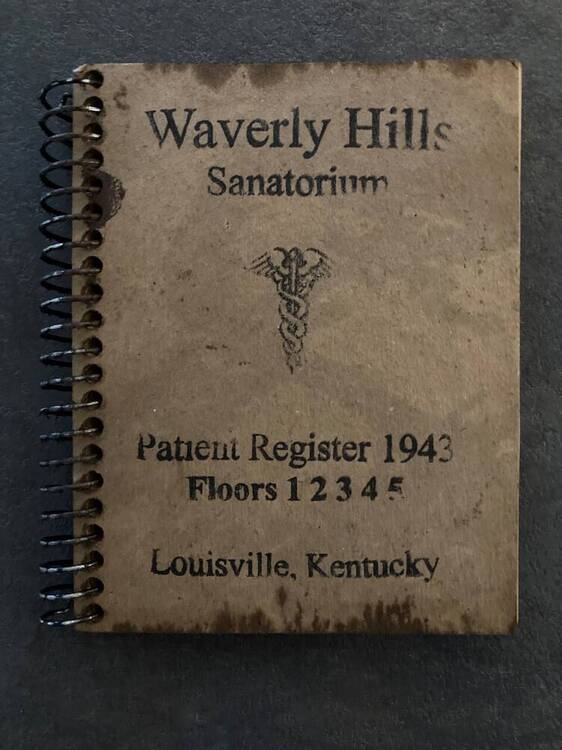 Waverly Hills
Sanatorium
Patient Register 1943
Floors 1 2 3 4 5
Louisville, Kentucky